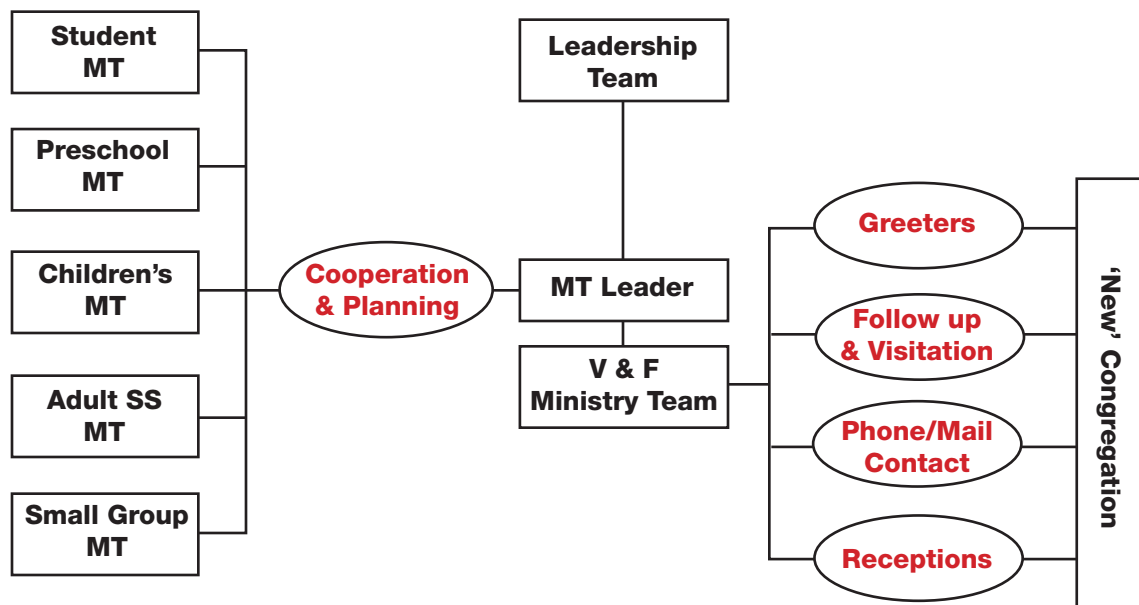 Student
MT
Preschool
MT
Children’s
MT
Adult SS
MT
Small Group
MT
Cooperation
& Planning
Leadership
Team
MT Leader
V & F
Ministry Team
Greeters
Follow up
& Visitation
Phone/Mail
Contact
Receptions
‘New’ Congregation